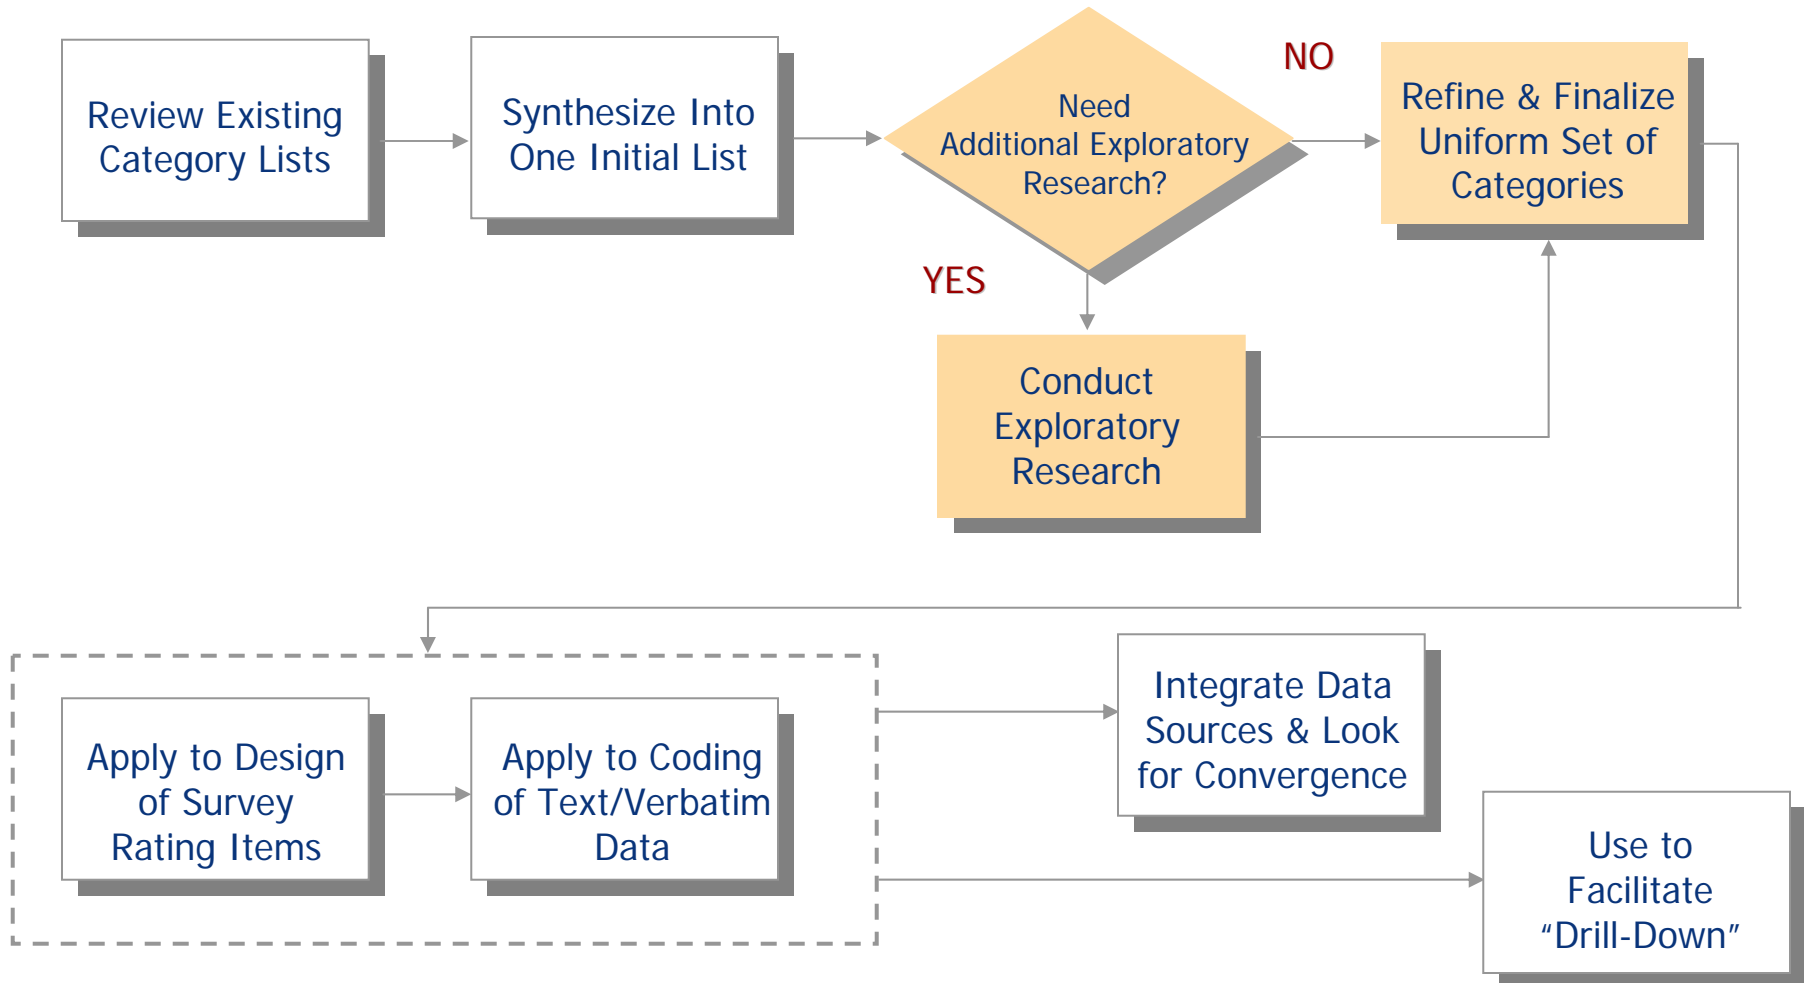 Review Existing
Category Lists
Synthesize Into
One Initial List
Need
Additional Exploratory
Research?
NO
Refine & Finalize
Uniform Set of
Categories
YES
Conduct
Exploratory
Research
Apply to Design
of Survey
Rating Items
Apply to Coding
of Text/Verbatim
Data
Integrate Data
Sources & Look
for Convergence
Use to
Facilitate
“Drill-Down”